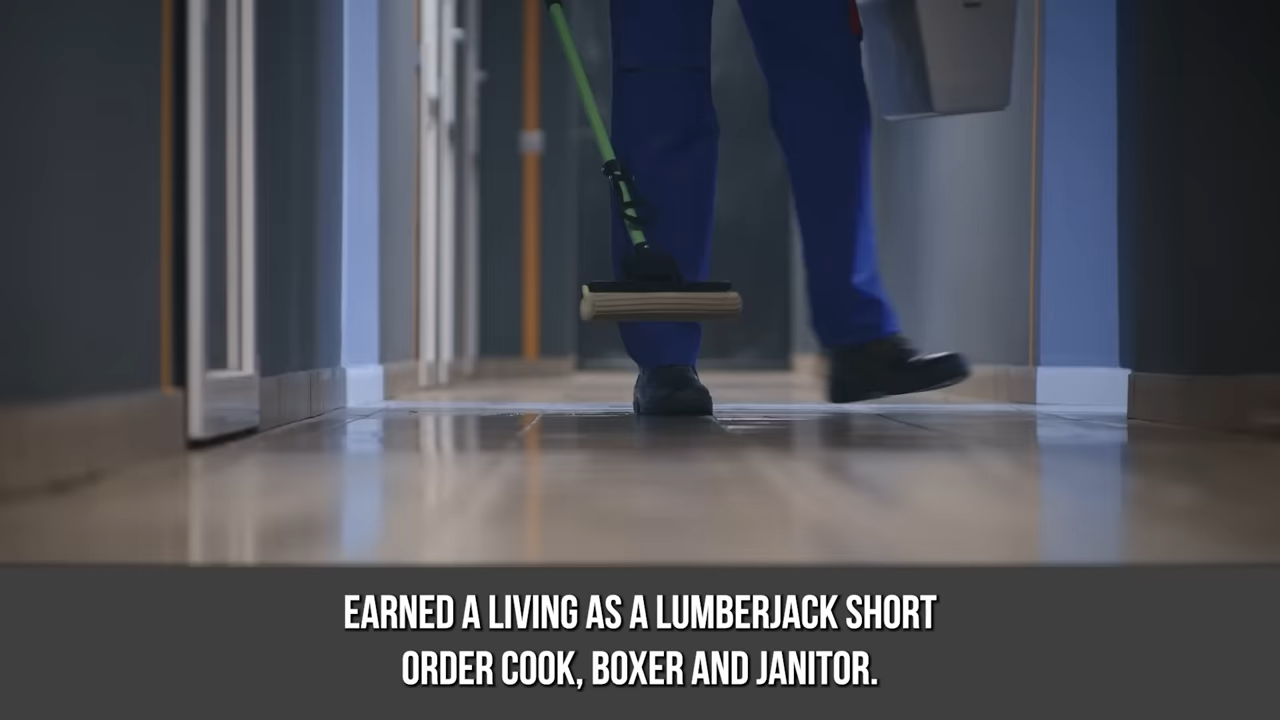 EARNED A LIVING AS A LUMBERJACK SHORT
ORDER COOK, BOXER AND JANITOR.